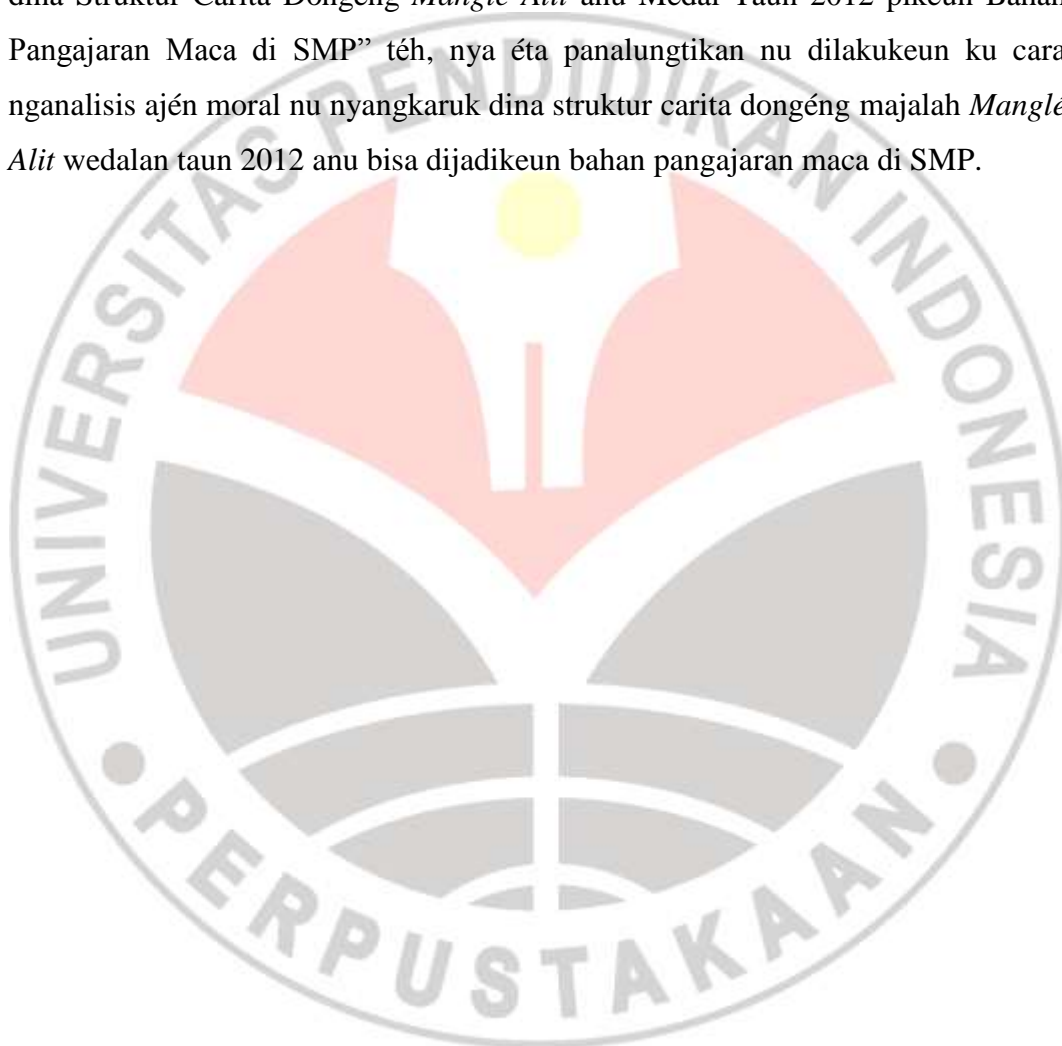 dina Struktur Carita Dongéng Manglé Alit anu Medal Taun 2012 pikeun Bahan
Pangajaran Maca di SMP” téh, nya éta panalungtikan nu dilakukeun ku cara
nganalisis ajén moral nu nyangkaruk dina struktur carita dongéng majalah Manglé
Alit wedalan taun 2012 anu bisa dijadikeun bahan pangajaran maca di SMP.
UNIVERSITAS PENDIDIKAN INDONESIA
PERPUSTAKAAN